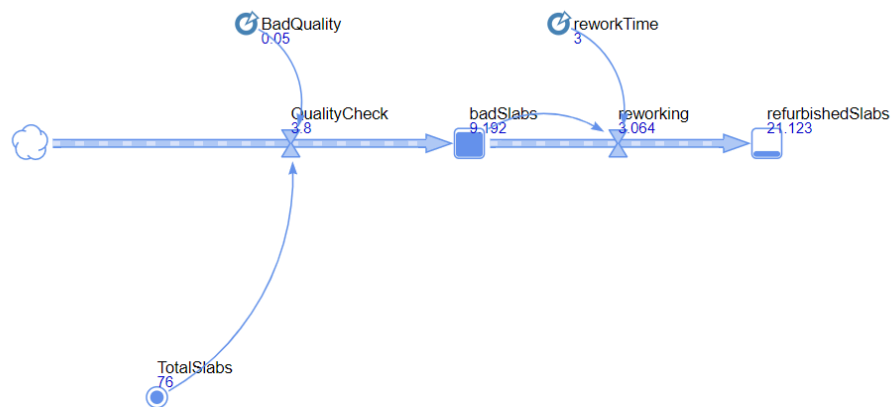 BadQuality
0.05
reworkTime
3
QualityCheck
3.8
badSlabs
9.192
reworking
3.064
refurbishedSlabs
21.123
TotalSlabs
76